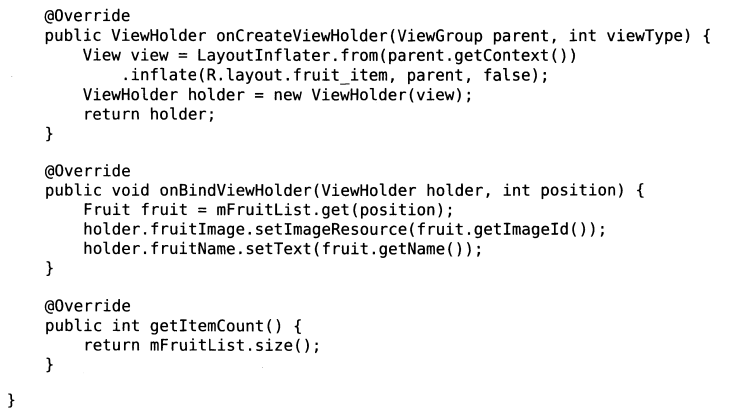 @Override
public ViewHolder onCreateViewHolder(ViewGroup parent, int viewType) {
View view = LayoutInflater.from(parent.getContext())
.inflate(R.layout.fruit_item, parent, false);
ViewHolder holder = new ViewHolder(view);
return holder;
}
@Override
public void onBindViewHolder(ViewHolder holder, int position) {
Fruit fruit = mFruitList.get(position);
holder.fruitImage.setImageResource(fruit.getImageId());
holder.fruitName.setText(fruit.getName());
}
@Override
public int getItemCount() {
return mFruitList.size();
}
}